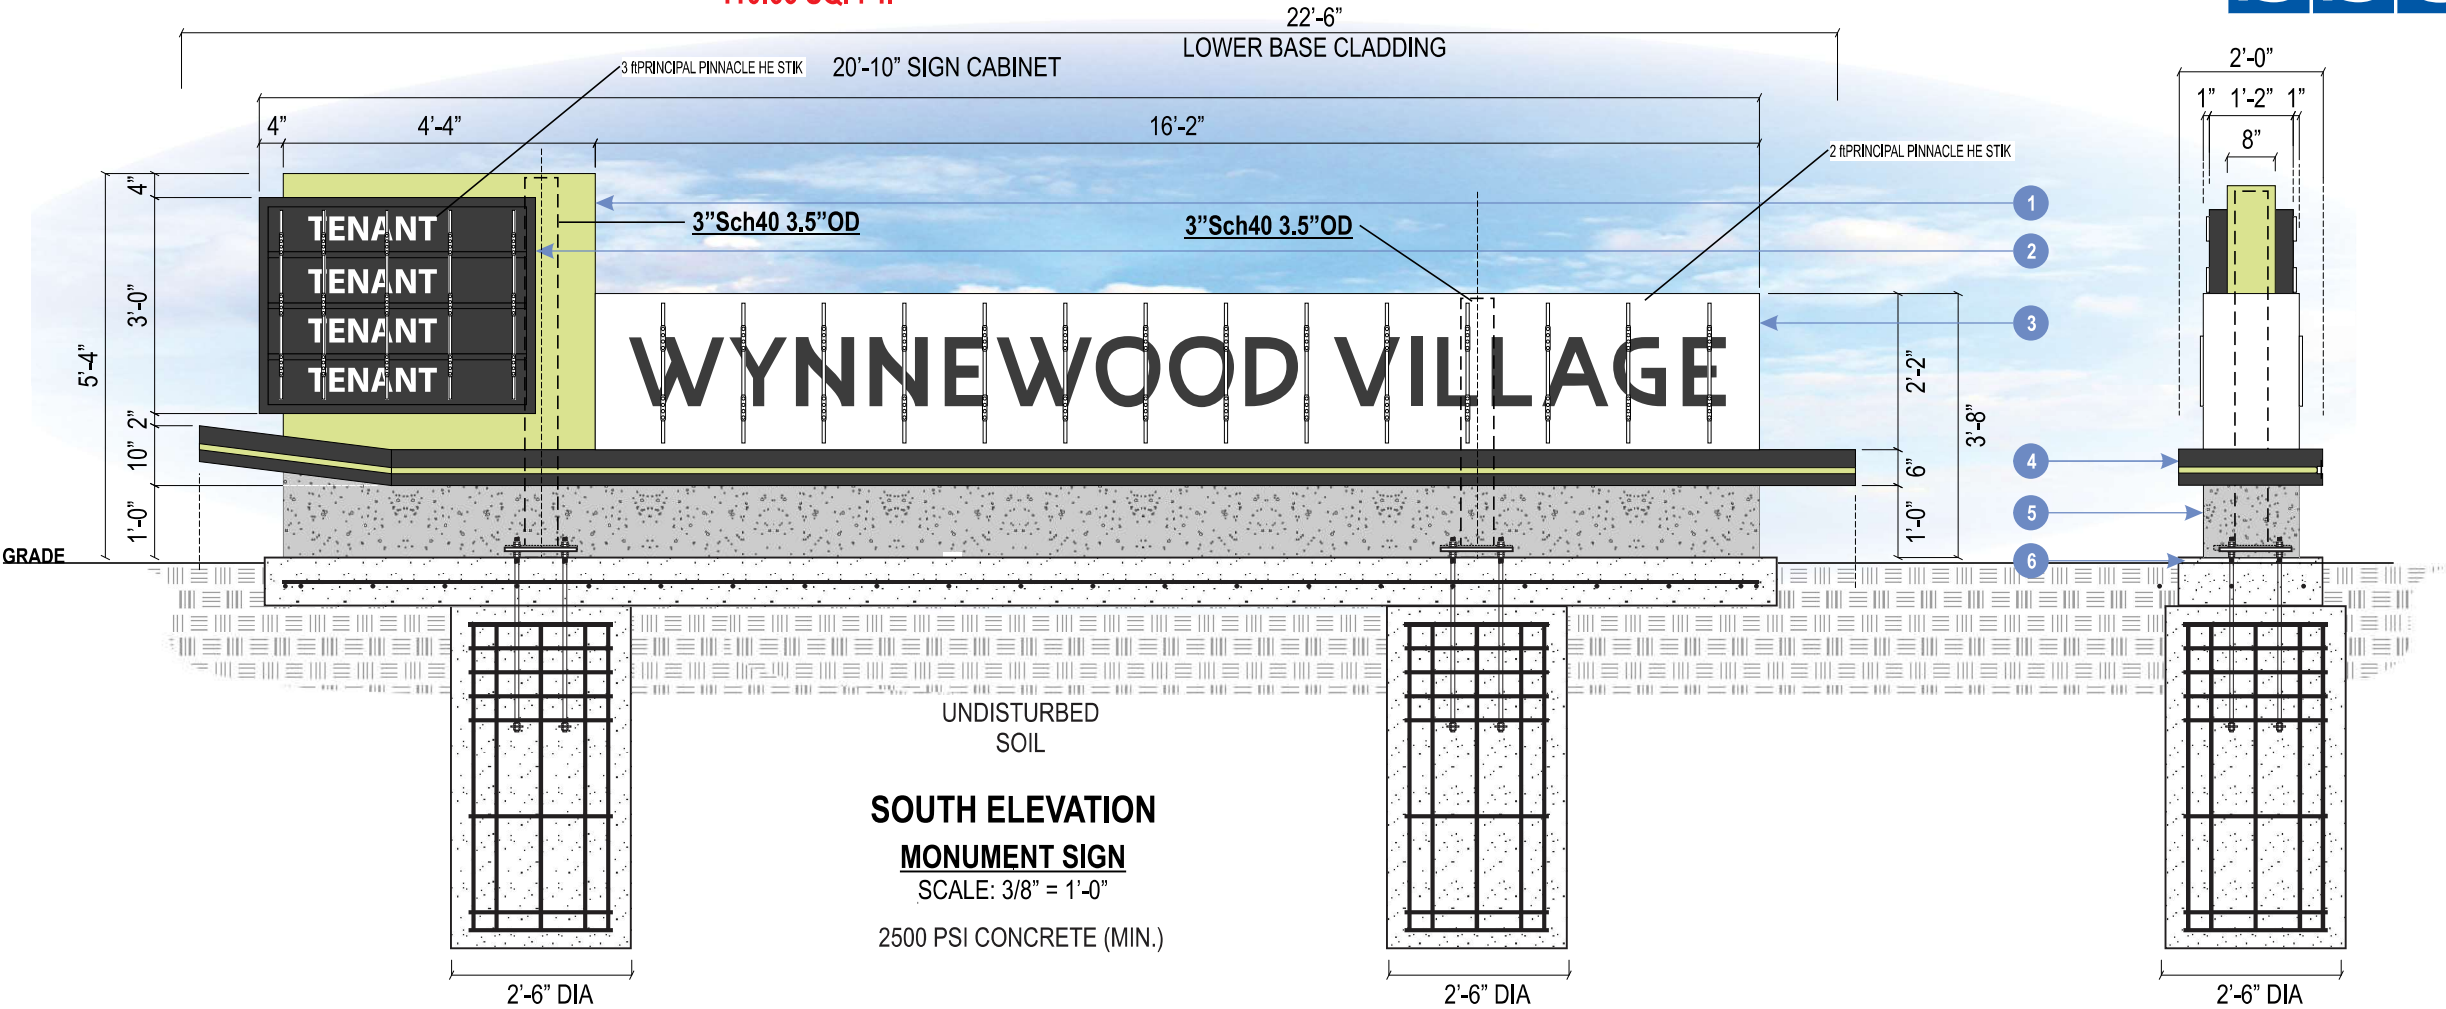 22’-6”
LOWER BASE CLADDING
3 ftPRINCIPAL PINNACLE HE STIK
20’-10” SIGN CABINET
2’-0”
1” 1’-2” 1”
8”
4”
4’-4”
16’-2”
2 ftPRINCIPAL PINNACLE HE STIK
4”
3’-0”
5’-4”
2”
10”
1’-0”
GRADE
TENANT
TENANT
TENANT
TENANT
3”Sch40 3.5”OD
3”Sch40 3.5”OD
WYNNEWOOD VILLAGE
2’-2”
3’-8”
6”
1’-0”
1
2
3
4
5
6
UNDISTURBED
SOIL
SOUTH ELEVATION
MONUMENT SIGN
SCALE: 3/8” = 1’-0”
2500 PSI CONCRETE (MIN.)
2’-6” DIA
2’-6” DIA
2’-6” DIA